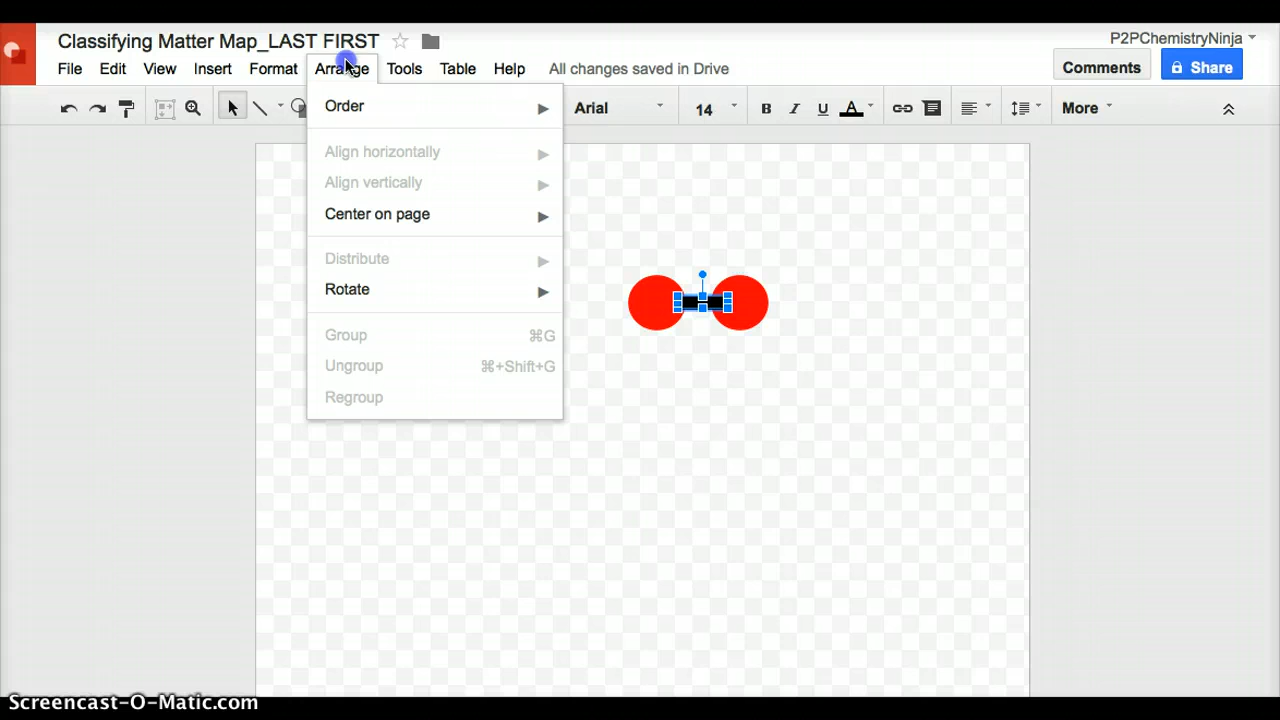 Classifying Matter Map_LAST FIRST
P2PChemistryNinja
File Edit View Insert Format Arrange Tools Table Help All changes saved in Drive
Comments Share
Arial 14 B I U A More
Order
Align horizontally
Align vertically
Center on page
Distribute
Rotate
Group ⌘G
Ungroup ⌘+Shift+G
Regroup
Screencast-O-Matic.com